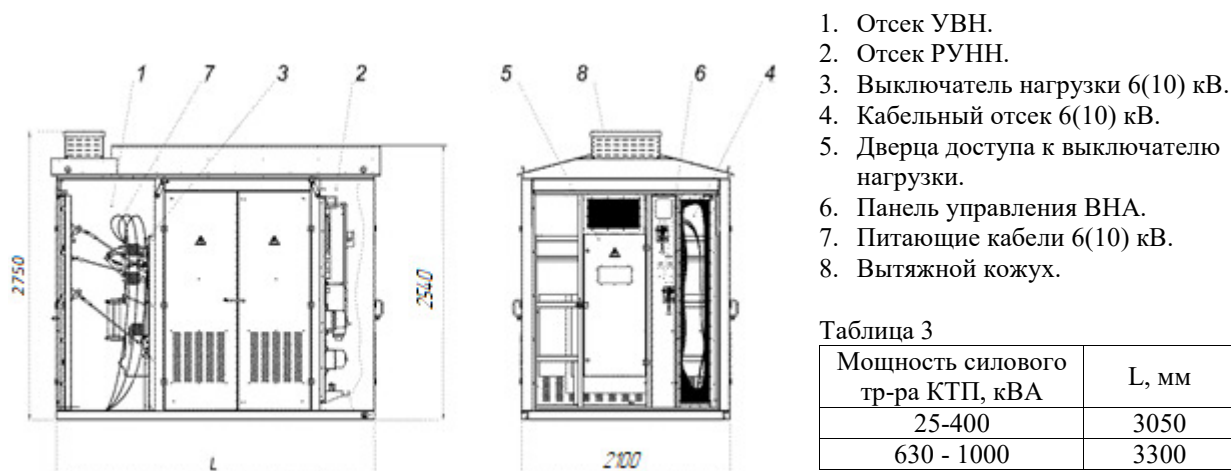 1 7 3 2 5 8 6 4
2750
2540
L
2100
1. Отсек УВН.
2. Отсек РУНН.
3. Выключатель нагрузки 6(10) кВ.
4. Кабельный отсек 6(10) кВ.
5. Дверца доступа к выключателю
нагрузки.
6. Панель управления ВНА.
7. Питающие кабели 6(10) кВ.
8. Вытяжной кожух.
Таблица 3
Мощность силового
тр-ра КТП, кВА
L, мм
25-400 3050
630 - 1000 3300